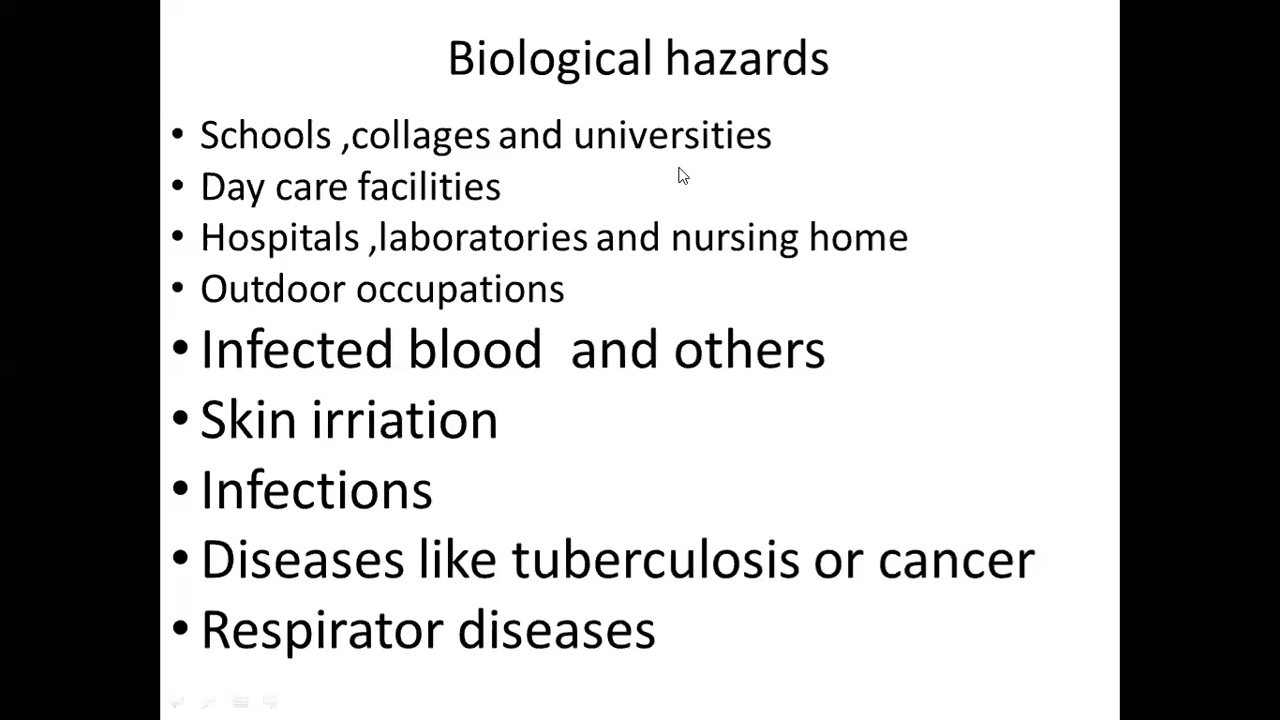 Biological hazards
• Schools ,collages and universities
• Day care facilities
• Hospitals ,laboratories and nursing home
• Outdoor occupations
• Infected blood  and others
• Skin irriation
• Infections
• Diseases like tuberculosis or cancer
• Respirator diseases